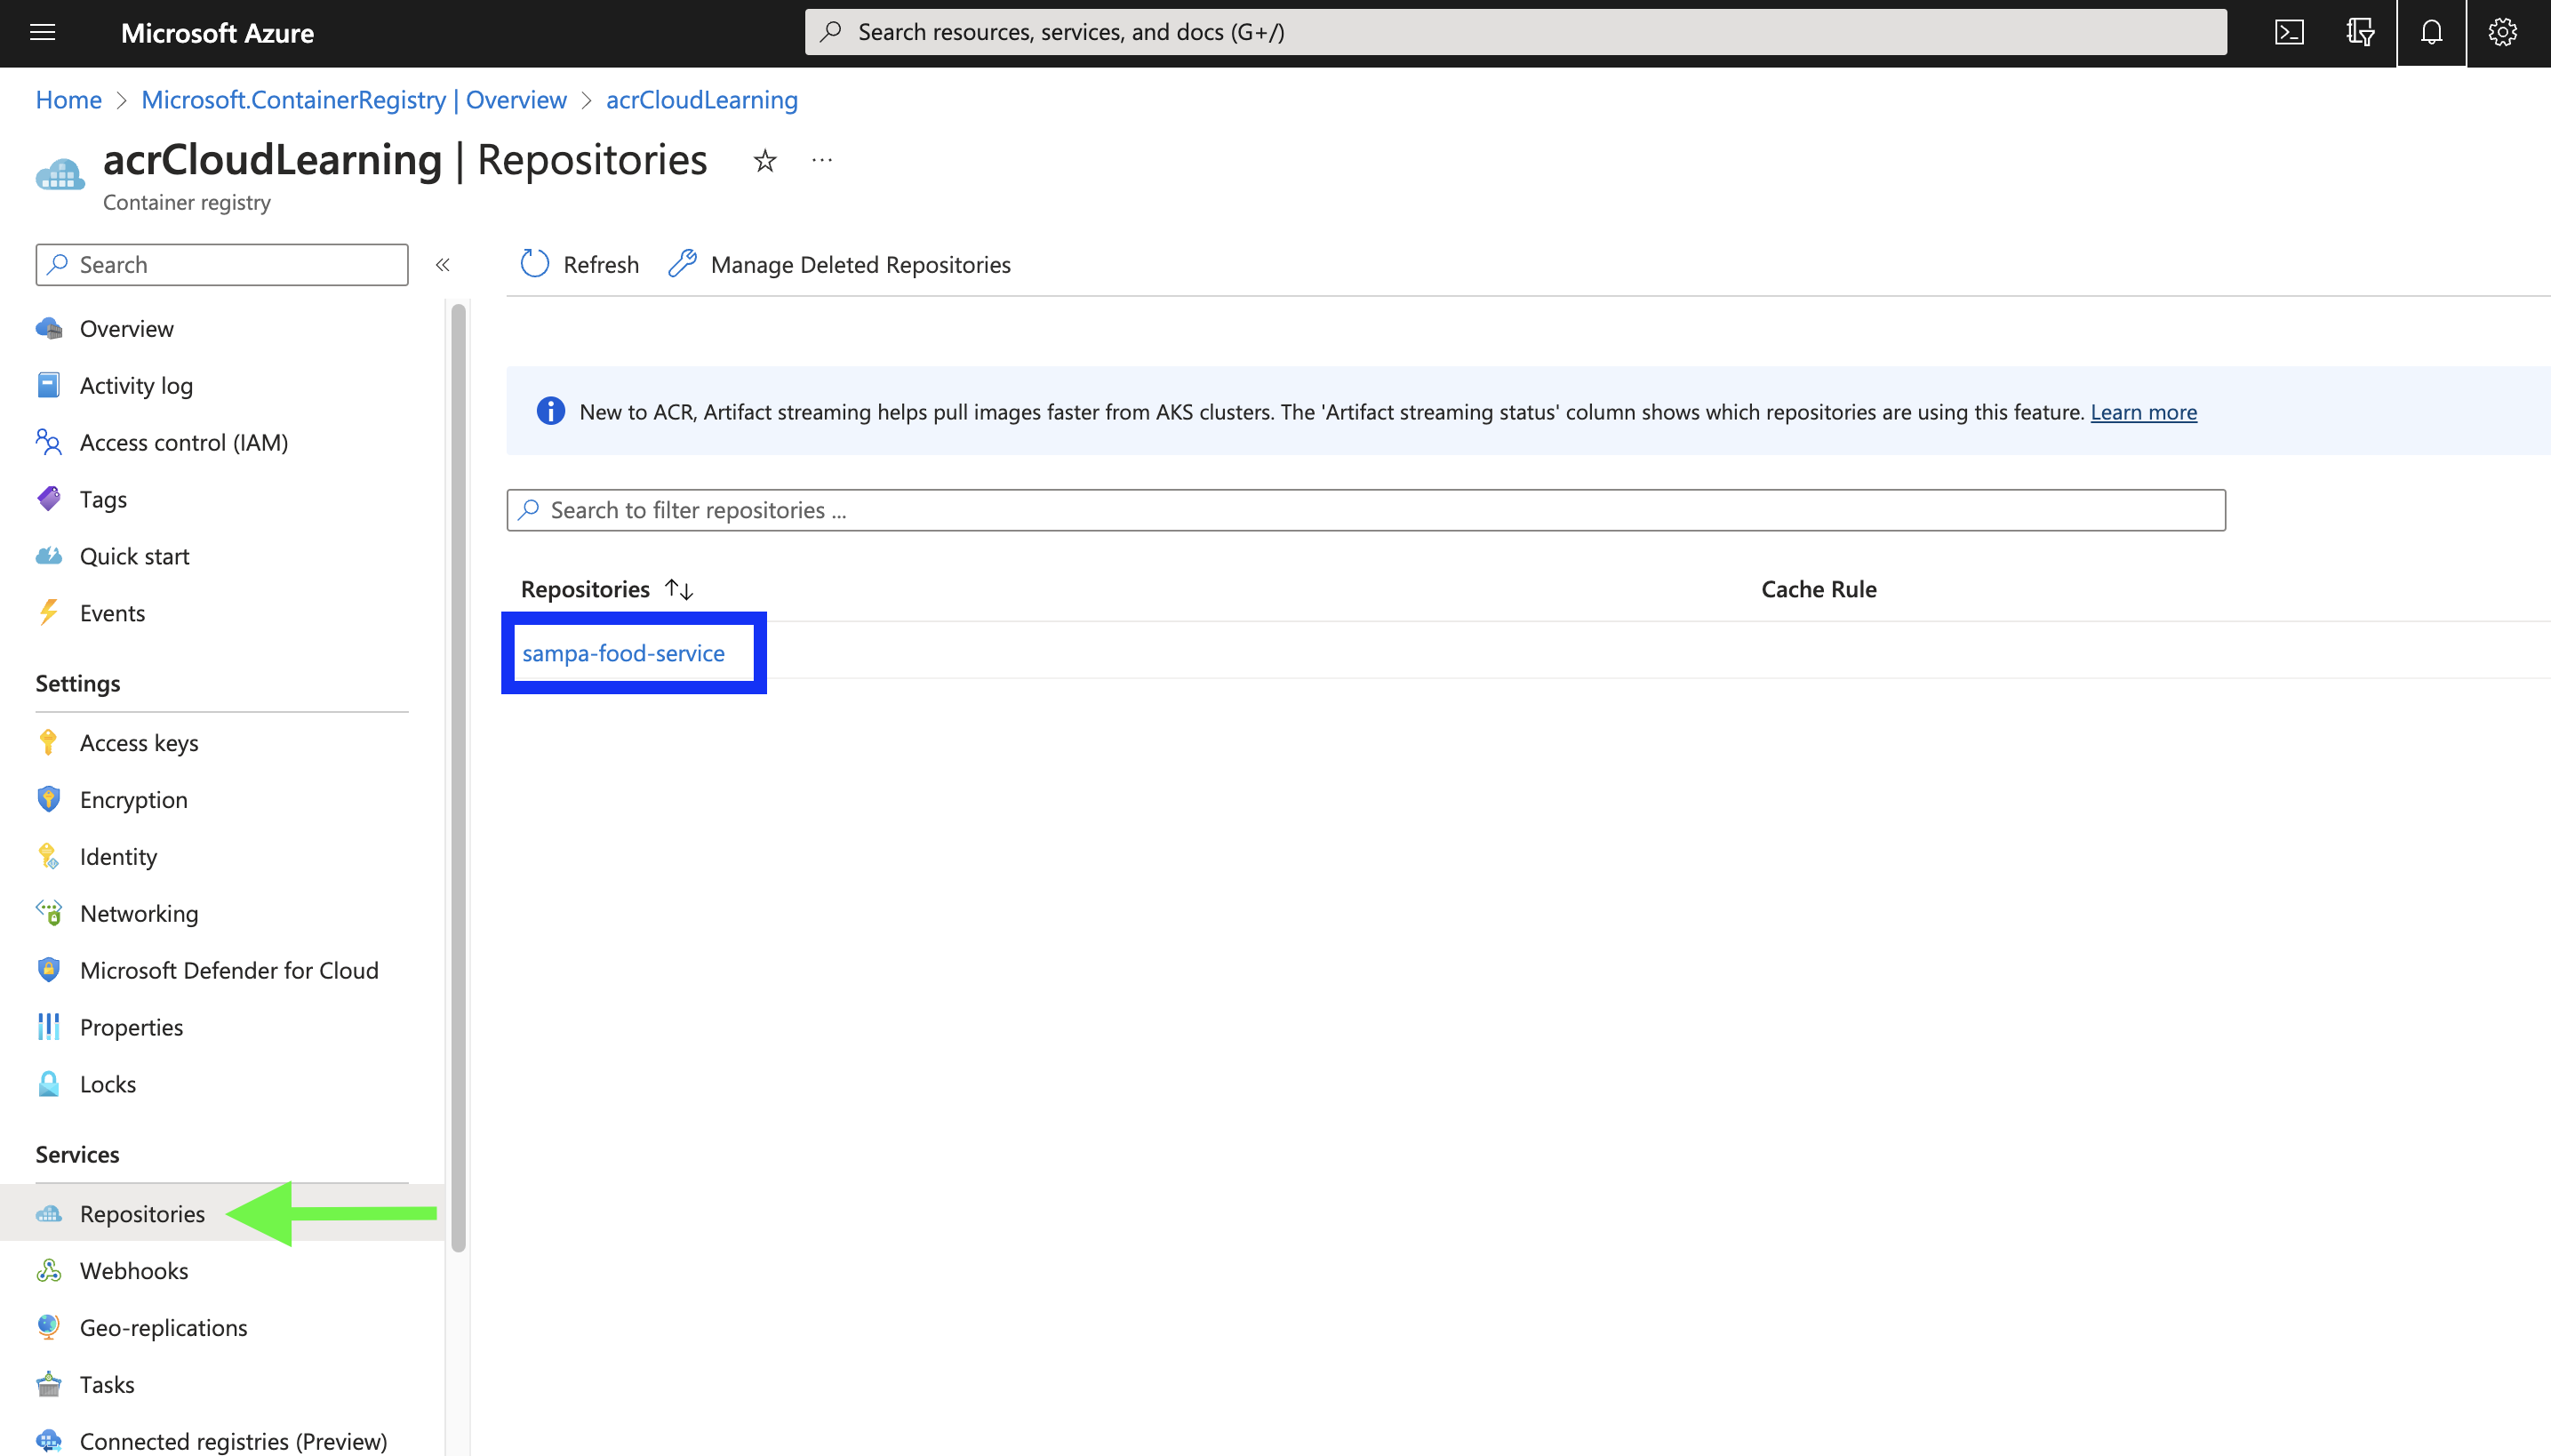 Microsoft Azure
Search resources, services, and docs (G+/)
Home > Microsoft.ContainerRegistry | Overview > acrCloudLearning
acrCloudLearning | Repositories
Container registry
Search
Overview
Activity log
Access control (IAM)
Tags
Quick start
Events
Settings
Access keys
Encryption
Identity
Networking
Microsoft Defender for Cloud
Properties
Locks
Services
Repositories
Webhooks
Geo-replications
Tasks
Connected registries (Preview)
Refresh
Manage Deleted Repositories
New to ACR, Artifact streaming helps pull images faster from AKS clusters. The 'Artifact streaming status' column shows which repositories are using this feature. Learn more
Search to filter repositories ...
Repositories
Cache Rule
sampa-food-service